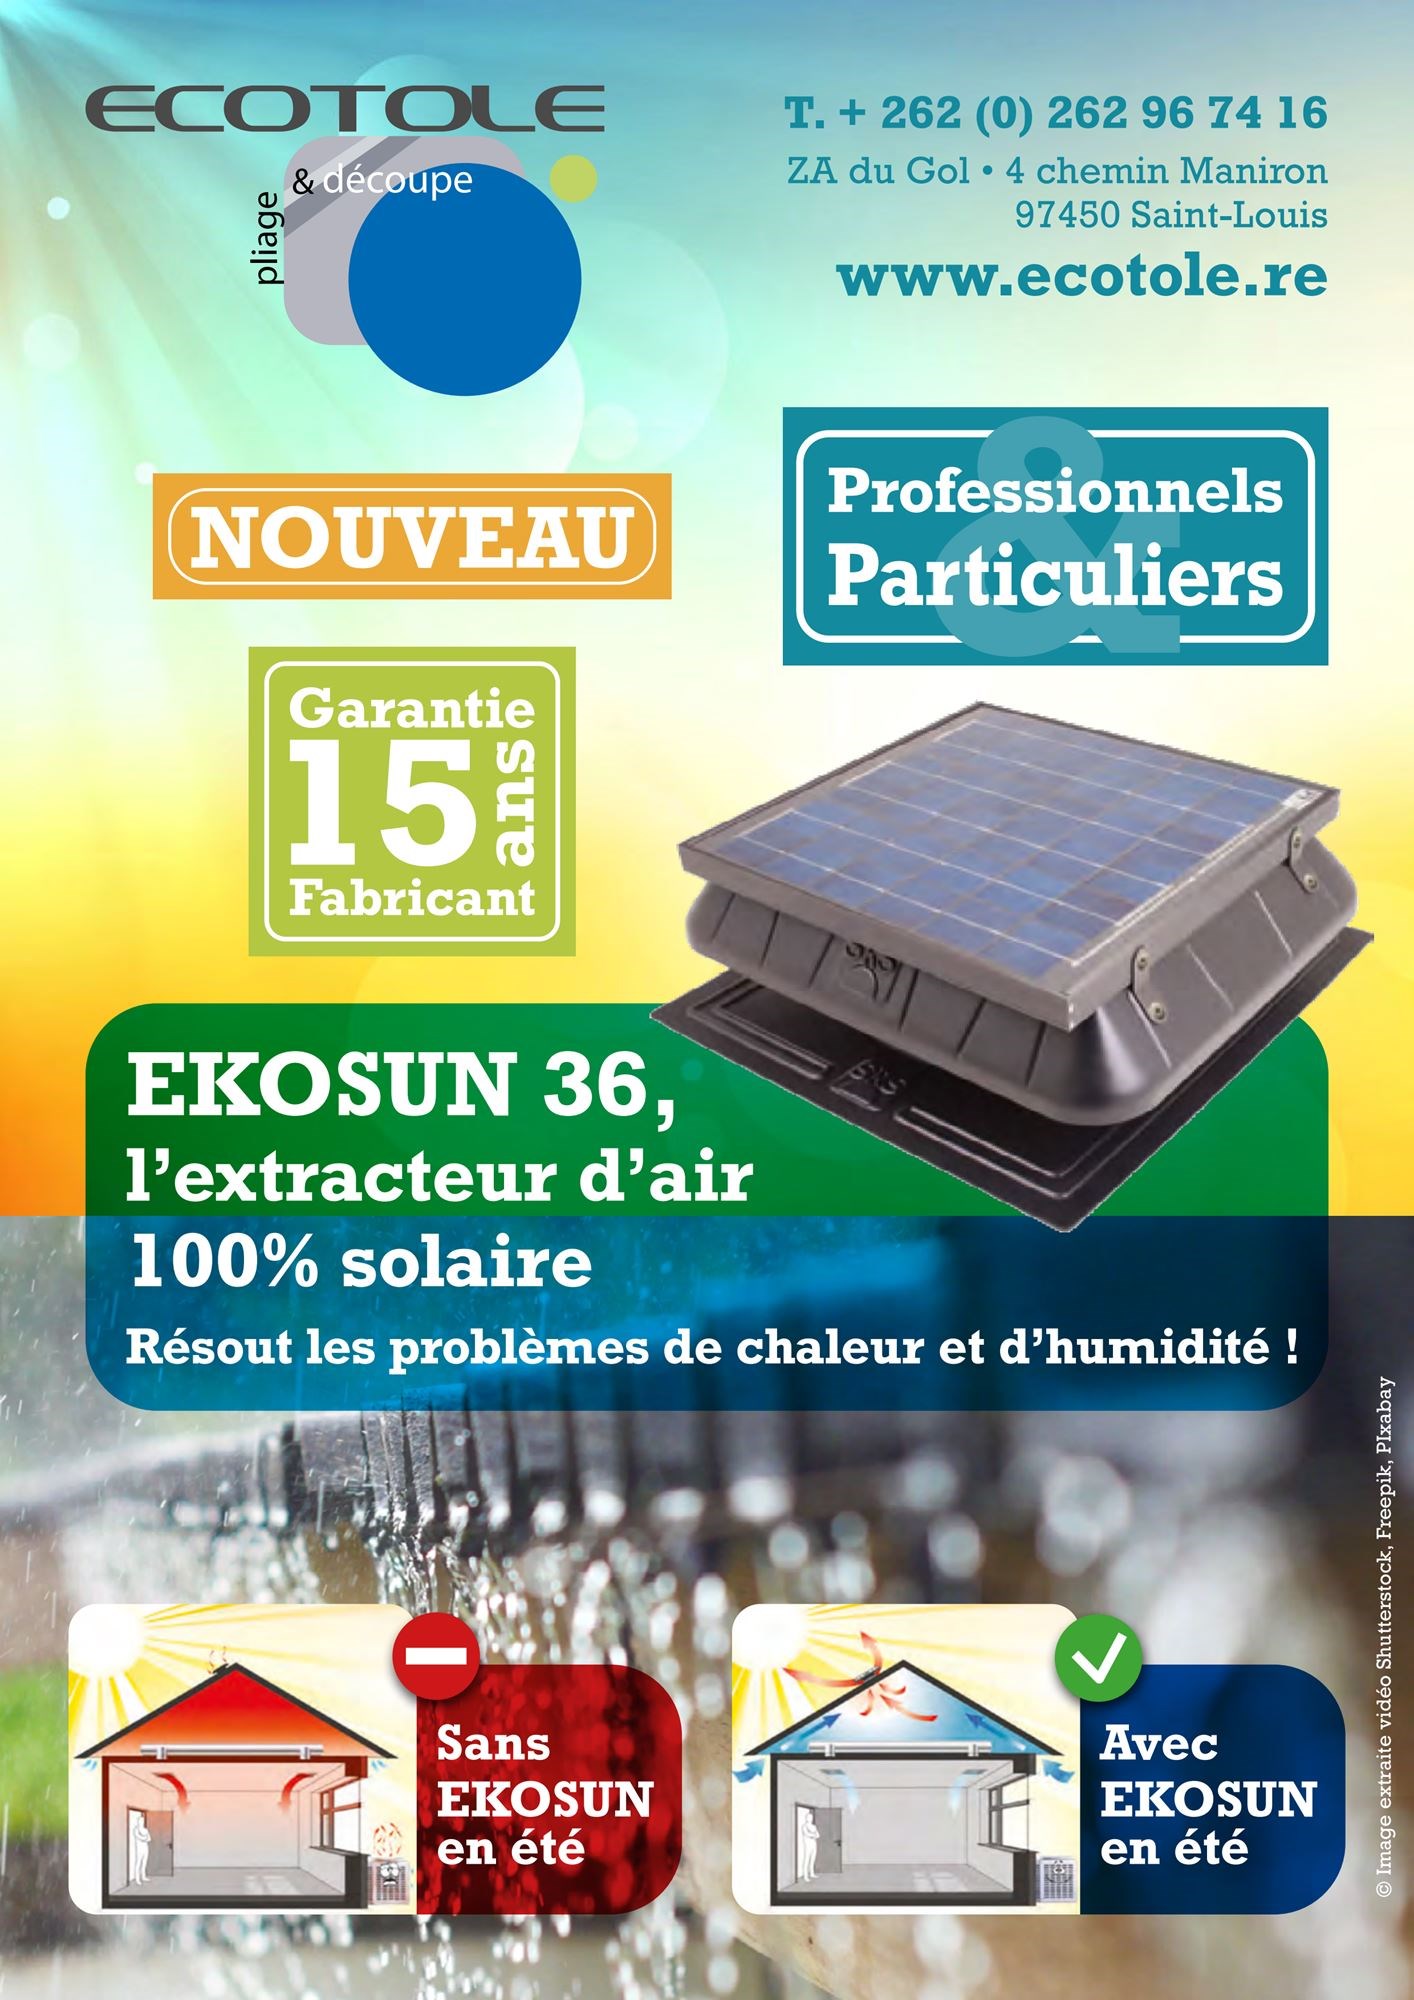 ECOTOLE
pliage
& découpe
T. + 262 (0) 262 96 74 16
ZA du Gol • 4 chemin Maniron
97450 Saint-Louis
www.ecotole.re
NOUVEAU
Professionnels
&
Particuliers
Garantie
15 ans
Fabricant
EKOSUN 36,
l’extracteur d’air
100% solaire
Résout les problèmes de chaleur et d’humidité !
Sans
EKOSUN
en été
Avec
EKOSUN
en été
© Image extraite vidéo Shutterstock, Freepik, PIxabay